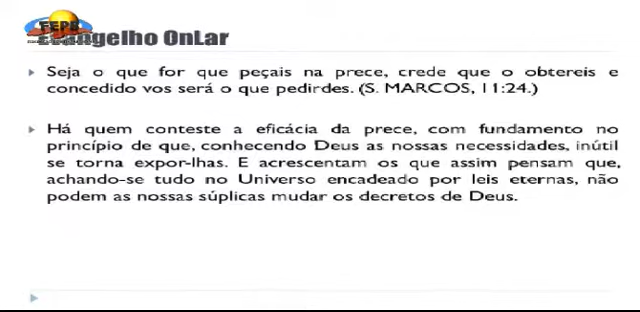 FEPB
Evangelho OnLar
Seja o que for que peçais na prece, crede que o obtereis e
concedido vos será o que pedirdes. (S. MARCOS, 11:24.)
Há quem conteste a eficácia da prece, com fundamento no
princípio de que, conhecendo Deus as nossas necessidades, inútil
se torna expor-lhas. E acrescentam os que assim pensam que,
achando-se tudo no Universo encadeado por leis eternas, não
podem as nossas súplicas mudar os decretos de Deus.